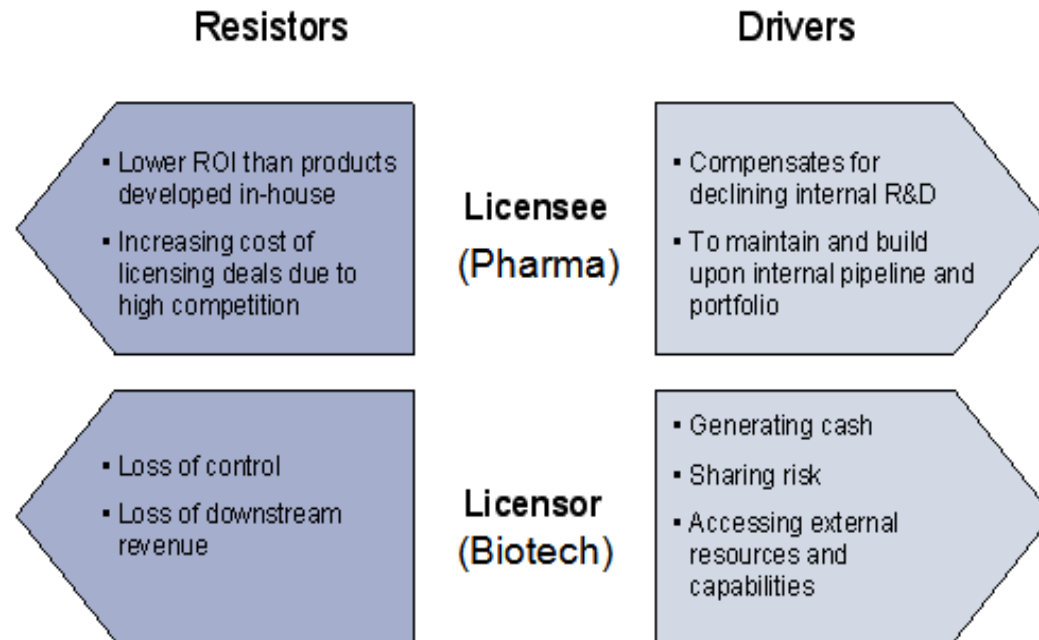 Resistors
Drivers
▪ Lower ROI than products
developed in-house
▪ Increasing cost of
licensing deals due to
high competition
Licensee
(Pharma)
▪ Compensates for
declining internal R&D
▪ To maintain and build
upon internal pipeline and
portfolio
▪ Loss of control
▪ Loss of downstream
revenue
Licensor
(Biotech)
▪ Generating cash
▪ Sharing risk
▪ Accessing external
resources and
capabilities